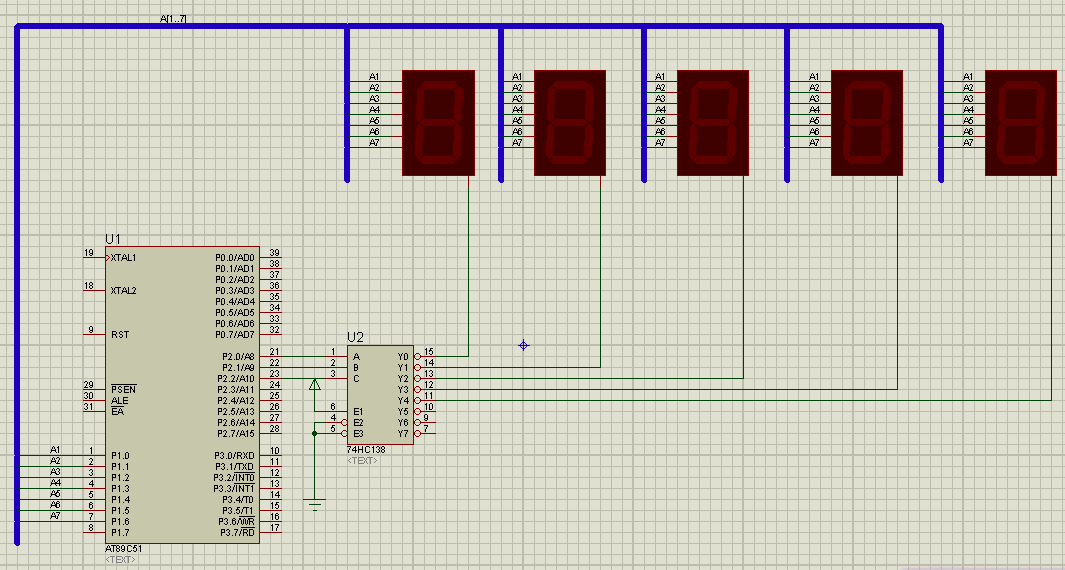 A[1..7]
A1 A1 A1 A1 A1
A2 A2 A2 A2 A2
A3 A3 A3 A3 A3
A4 A4 A4 A4 A4
A5 A5 A5 A5 A5
A6 A6 A6 A6 A6
A7 A7 A7 A7 A7
U1
19 XTAL1 P0.0/AD0 39
P0.1/AD1 38
P0.2/AD2 37
18 XTAL2 P0.3/AD3 36
P0.4/AD4 35
P0.5/AD5 34
P0.6/AD6 33
9 RST P0.7/AD7 32
P2.0/A8 21
P2.1/A9 22
P2.2/A10 23
29 PSEN P2.3/A11 24
30 ALE P2.4/A12 25
31 EA P2.5/A13 26
P2.6/A14 27
P2.7/A15 28
A1 1 P1.0 P3.0/RXD 10
A2 2 P1.1 P3.1/TXD 11
A3 3 P1.2 P3.2/INT0 12
A4 4 P1.3 P3.3/INT1 13
A5 5 P1.4 P3.4/T0 14
A6 6 P1.5 P3.5/T1 15
A7 7 P1.6 P3.6/WR 16
8 P1.7 P3.7/RD 17
AT89C51
<TEXT>
U2
1 A Y0 15
2 B Y1 14
3 C Y2 13
Y3 12
Y4 11
6 E1 Y5 10
4 E2 Y6 9
5 E3 Y7 7
74HC138
<TEXT>